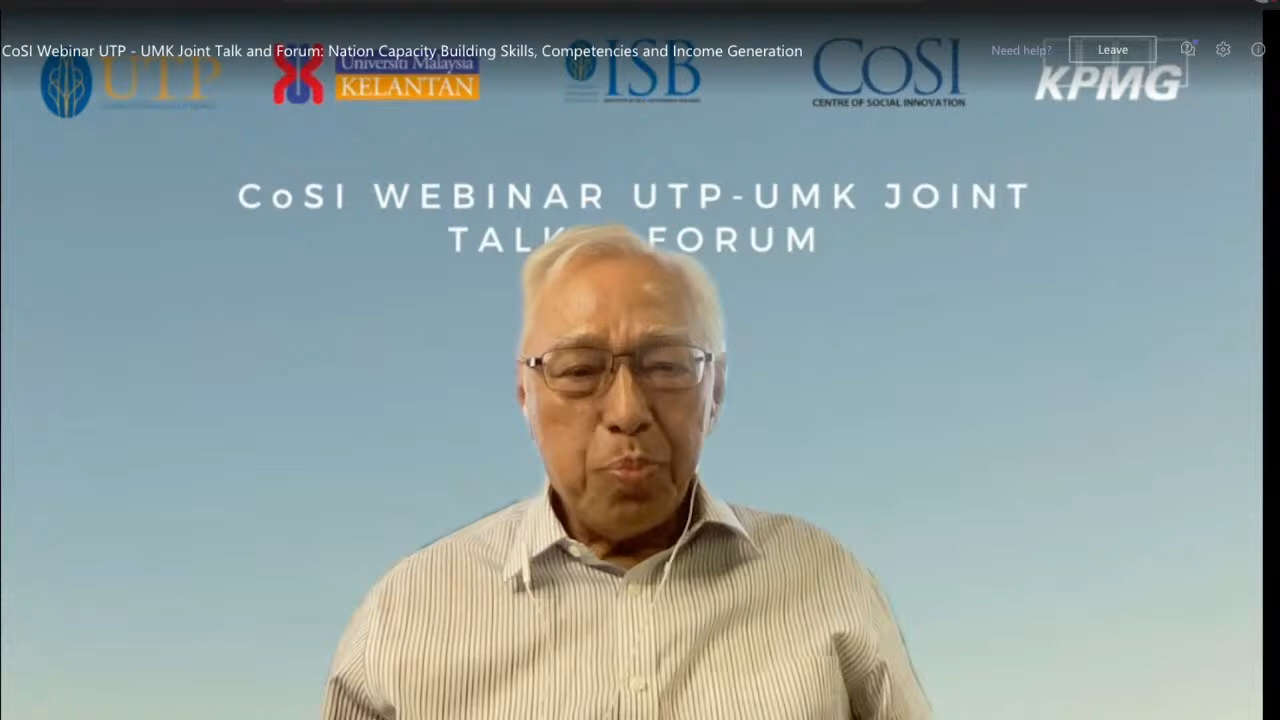 CoSI Webinar UTP - UMK Joint Talk and Forum: Nation Capacity Building Skills, Competencies and Income Generation
Need help?
Leave
UTP
Universiti Malaysia
KELANTAN
ISB
CoSI
CENTRE OF SOCIAL INNOVATION
KPMG
CoSI WEBINAR UTP-UMK JOINT
TALK FORUM